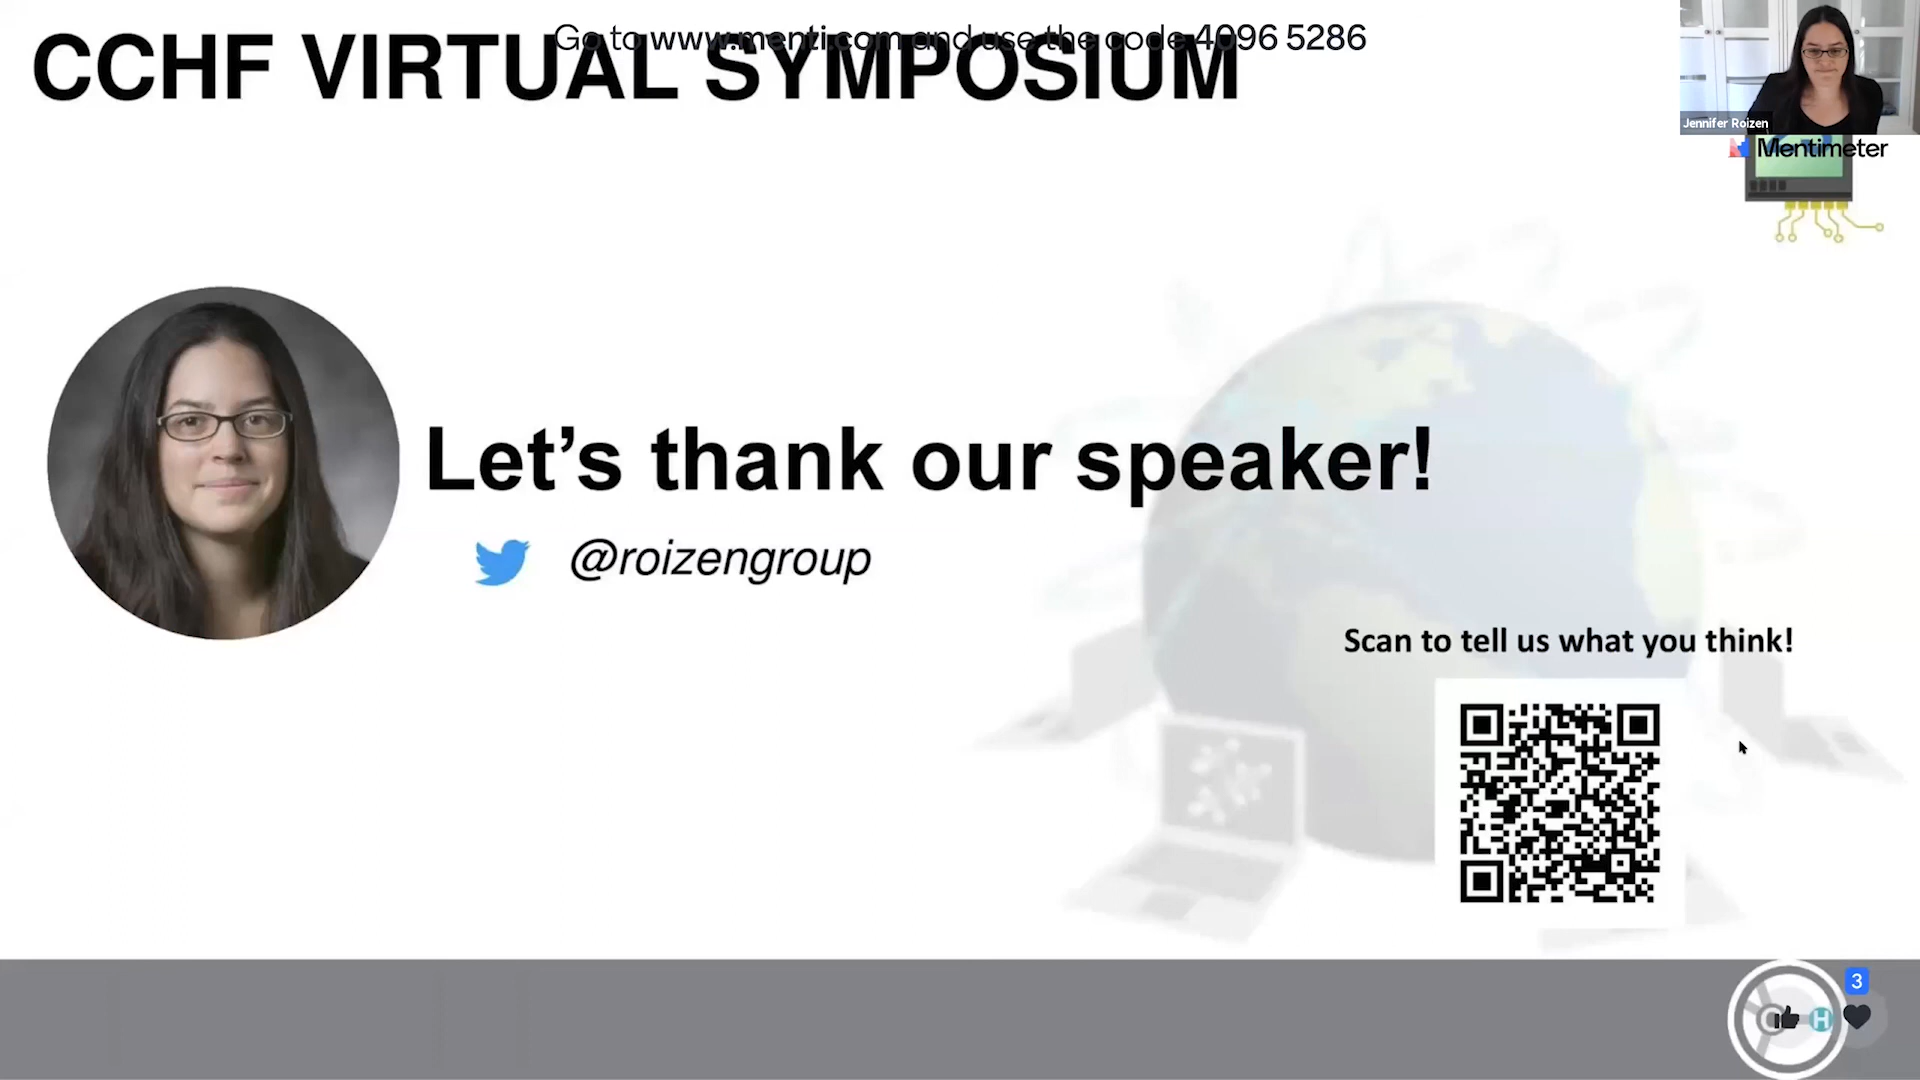 Go to www.menti.com and use the code 4096 5286
CCHF VIRTUAL SYMPOSIUM
Jennifer Roizen
Mentimeter
Let’s thank our speaker!
@roizengroup
Scan to tell us what you think!
3
C H